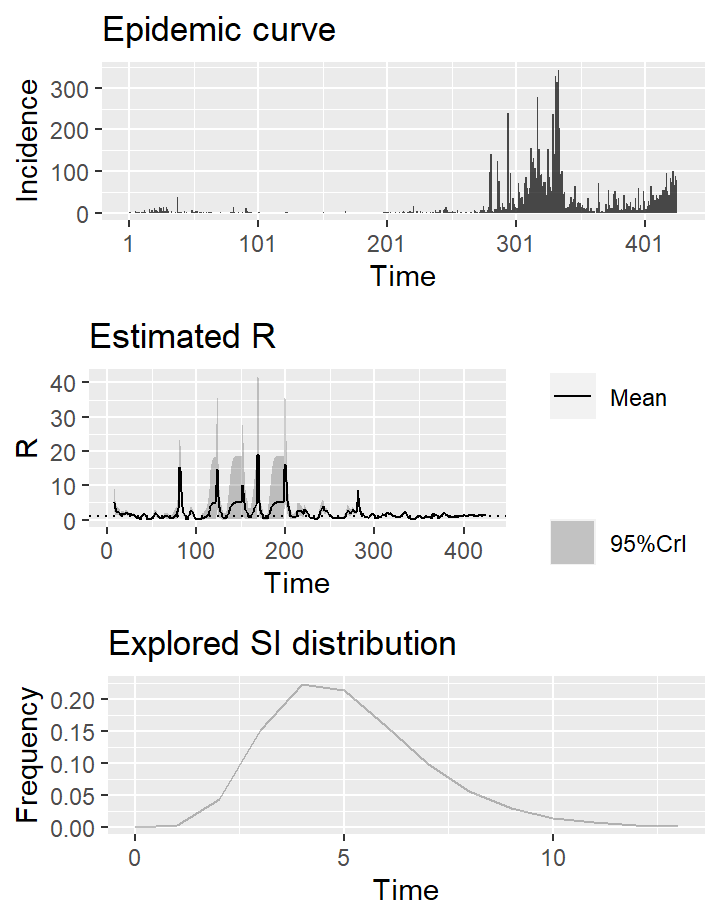 Epidemic curve
Incidence
300
200
100
0
1 101 201 301 401
Time
Estimated R
R
40
30
20
10
0
0 100 200 300 400
Time
Mean
95%CrI
Explored SI distribution
Frequency
0.20
0.15
0.10
0.05
0.00
0 5 10
Time